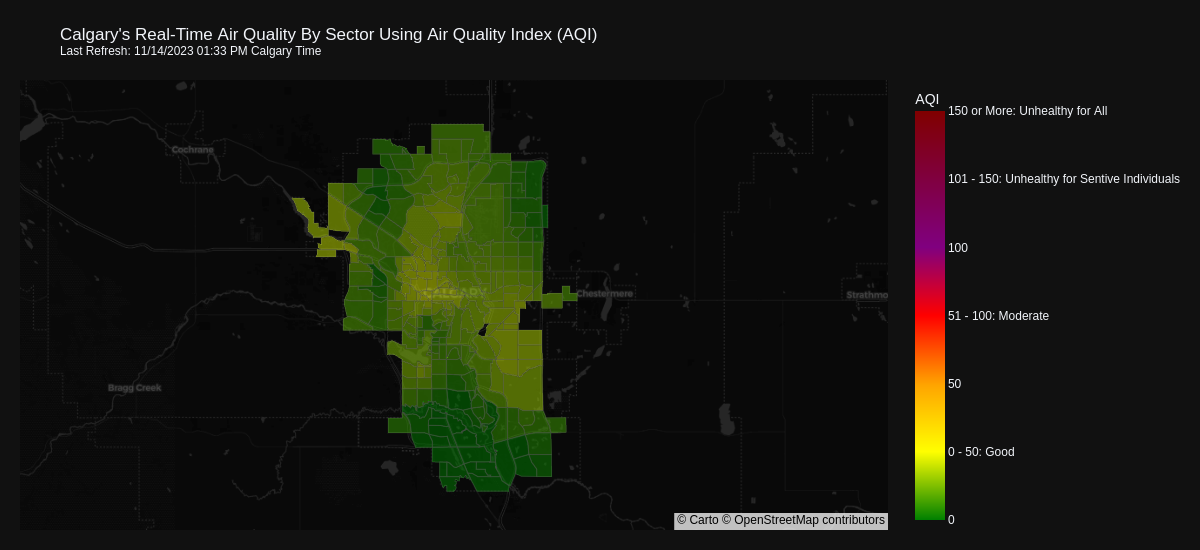 Calgary's Real-Time Air Quality By Sector Using Air Quality Index (AQI)
Last Refresh: 11/14/2023 01:33 PM Calgary Time
AQI
150 or More: Unhealthy for All
101 - 150: Unhealthy for Sentive Individuals
100
51 - 100: Moderate
50
0 - 50: Good
0
Cochrane
CALGARY
Chestermere
Strathmo
Bragg Creek
© Carto © OpenStreetMap contributors